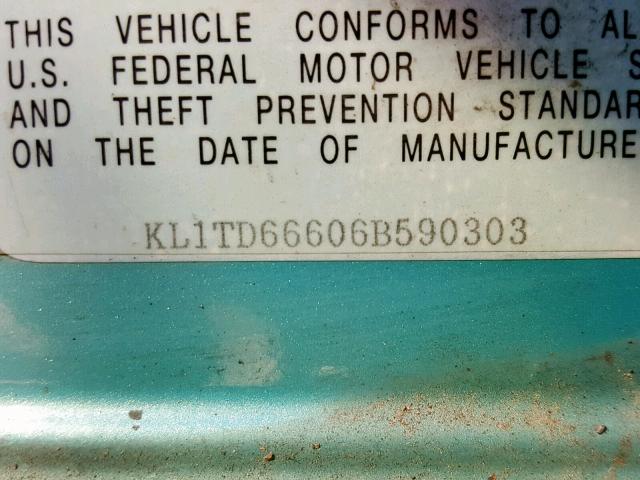 THIS VEHICLE CONFORMS TO AL
U.S. FEDERAL MOTOR VEHICLE S
AND THEFT PREVENTION STANDAR
ON THE DATE OF MANUFACTURE
KL1TD66606B590303